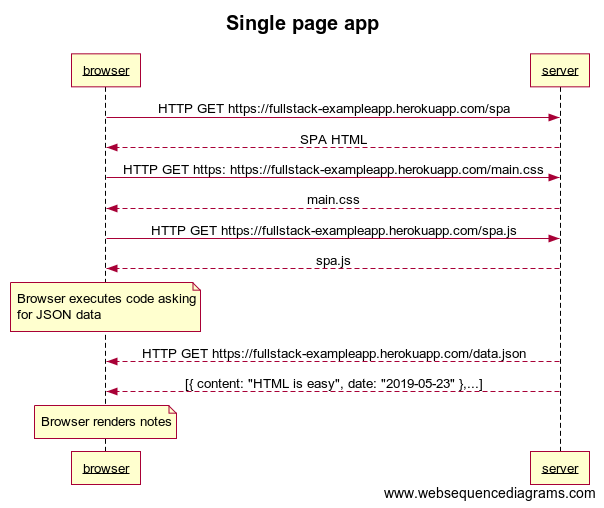 Single page app
browser
server
HTTP GET https://fullstack-exampleapp.herokuapp.com/spa
SPA HTML
HTTP GET https: https://fullstack-exampleapp.herokuapp.com/main.css
main.css
HTTP GET https://fullstack-exampleapp.herokuapp.com/spa.js
spa.js
Browser executes code asking
for JSON data
HTTP GET https://fullstack-exampleapp.herokuapp.com/data.json
[{ content: "HTML is easy", date: "2019-05-23" },...]
Browser renders notes
browser
server
www.websequencediagrams.com